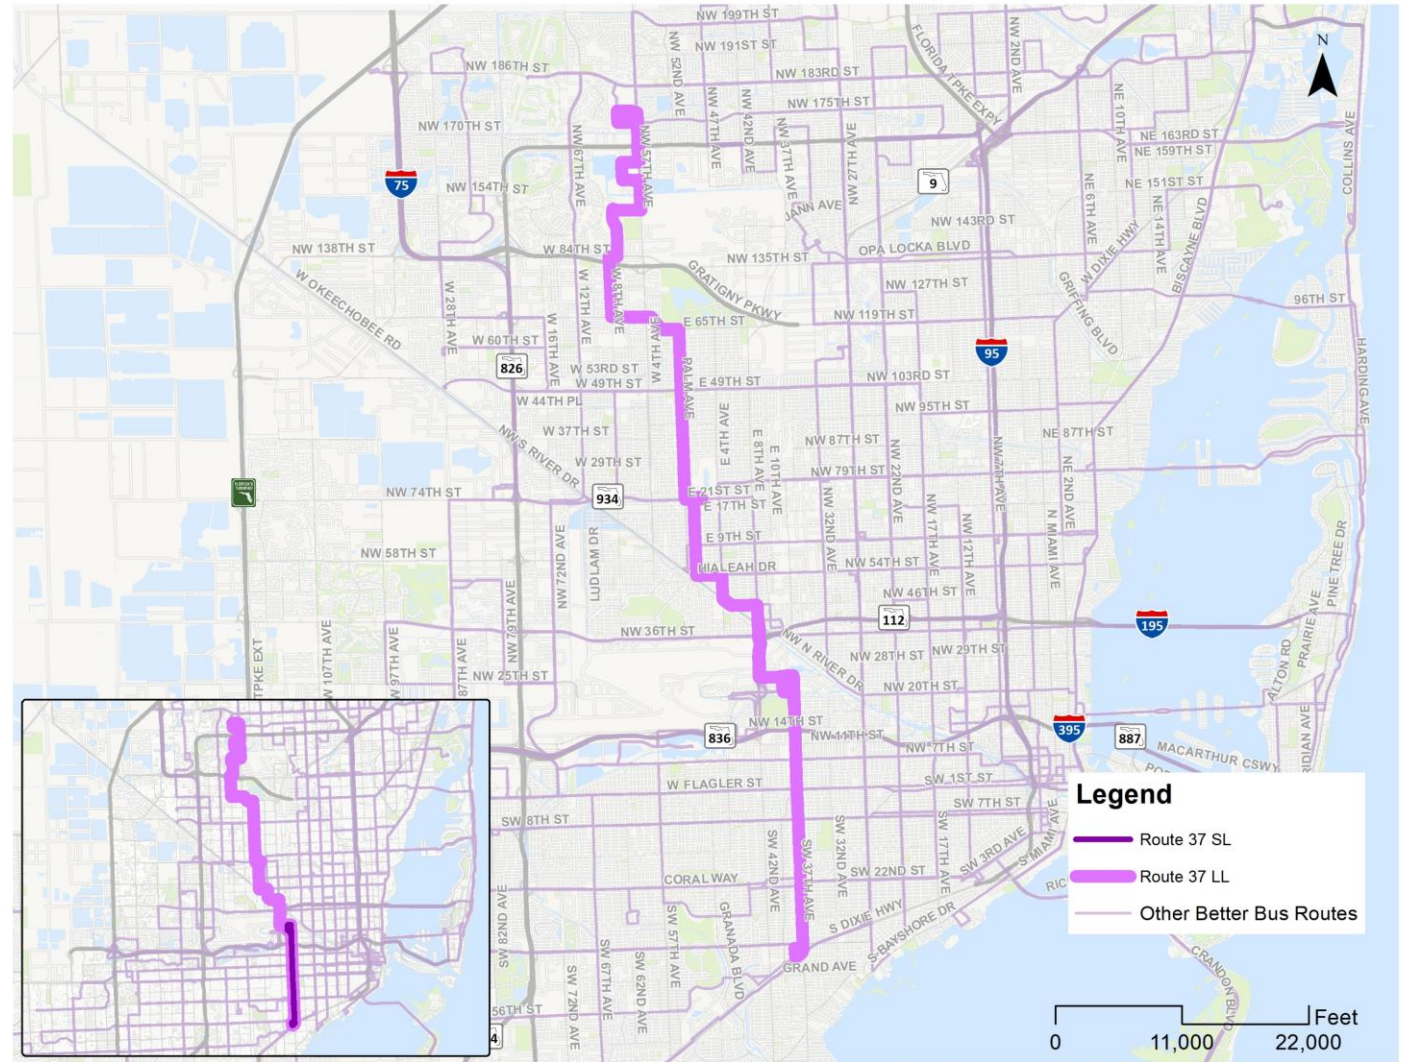 NW 199TH ST
N
NW 191ST ST
FLORIDA TPKE EXPY
NW 2ND AVE
NW 52ND AVE
NW 186TH ST
NW 183RD ST
NW 175TH ST
NW 47TH AVE
NW 42ND AVE
NE 10TH AVE
NW 170TH ST
NW 67TH AVE
NW 57TH AVE
NW 37TH AVE
NW 27TH AVE
NE 163RD ST
NE 159TH ST
COLLINS AVE
75
NW 154TH ST
9
NE 151ST ST
NE 6TH AVE
NE 14TH AVE
JANN AVE
NW 143RD ST
NW 138TH ST
W 84TH ST
NW 135TH ST
OPA LOCKA BLVD
W DIXIE HWY
BISCAYNE BLVD
W OKEECHOBEE RD
GRATIGNY PKWY
NW 127TH ST
GRIFFING BLVD
W 28TH AVE
W 12TH AVE
W 8TH AVE
96TH ST
W 16TH AVE
W 4TH AVE
E 65TH ST
NW 119TH ST
W 60TH ST
826
95
HARDING AVE
W 53RD ST
W 49TH ST
PALM AVE
E 49TH ST
NW 103RD ST
W 44TH PL
NW 95TH ST
NW S RIVER DR
W 37TH ST
E 4TH AVE
E 8TH AVE
E 10TH AVE
NW 87TH ST
NE 87TH ST
W 29TH ST
NW 79TH ST
NW 22ND AVE
NW 7TH AVE
NE 2ND AVE
NW 74TH ST
934
E 21ST ST
E 17TH ST
NW 32ND AVE
NW 17TH AVE
NW 12TH AVE
N MIAMI AVE
NW 72ND AVE
LUDLAM DR
E 9TH ST
NW 58TH ST
HIALEAH DR
NW 54TH ST
NW 46TH ST
PINE TREE DR
NW 79TH AVE
112
195
NW 36TH ST
NW N RIVER DR
NW 28TH ST
NW 29TH ST
PRAIRIE AVE
TPKE EXT
W 107TH AVE
NW 97TH AVE
87TH AVE
NW 25TH ST
NW 20TH ST
ALTON RD
NW 14TH ST
836
NW 11TH ST
NW 7TH ST
395
887
MACARTHUR CSWY
RIDIAN AVE
W FLAGLER ST
SW 1ST ST
SW 7TH ST
SW 8TH ST
SW 42ND AVE
SW 37TH AVE
SW 32ND AVE
SW 17TH AVE
SW 3RD AVE
S MIAMI AVE
CORAL WAY
SW 22ND ST
SW 82ND AVE
SW 57TH AVE
GRANADA BLVD
S DIXIE HWY
S BAYSHORE DR
GRAND AVE
SW 72ND AVE
SW 67TH AVE
SW 62ND AVE
56TH ST
CRANDON BLVD
Legend
Route 37 SL
Route 37 LL
Other Better Bus Routes
Feet
0
11,000
22,000